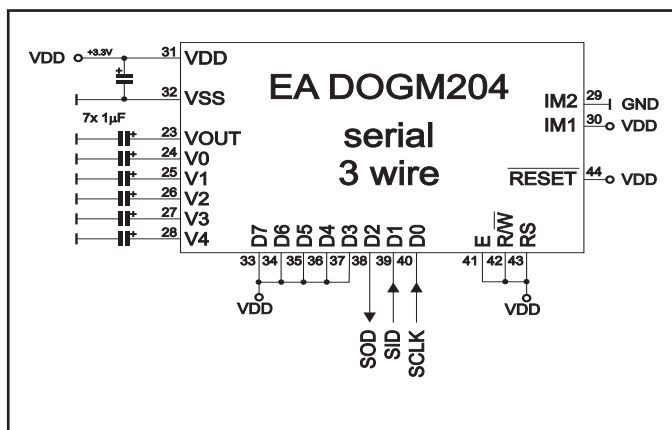 VDD
+3.3V
31
VDD
32
VSS
7x 1µF
23
VOUT
24
V0
25
V1
26
V2
27
V3
28
V4
EA DOGM204
serial
3 wire
IM2
29
GND
IM1
30
VDD
RESET
44
VDD
D7
D6
D5
D4
D3
D2
D1
D0
E
R/W
RS
33
34
35
36
37
38
39
40
41
42
43
VDD
SOD
SID
SCLK
VDD